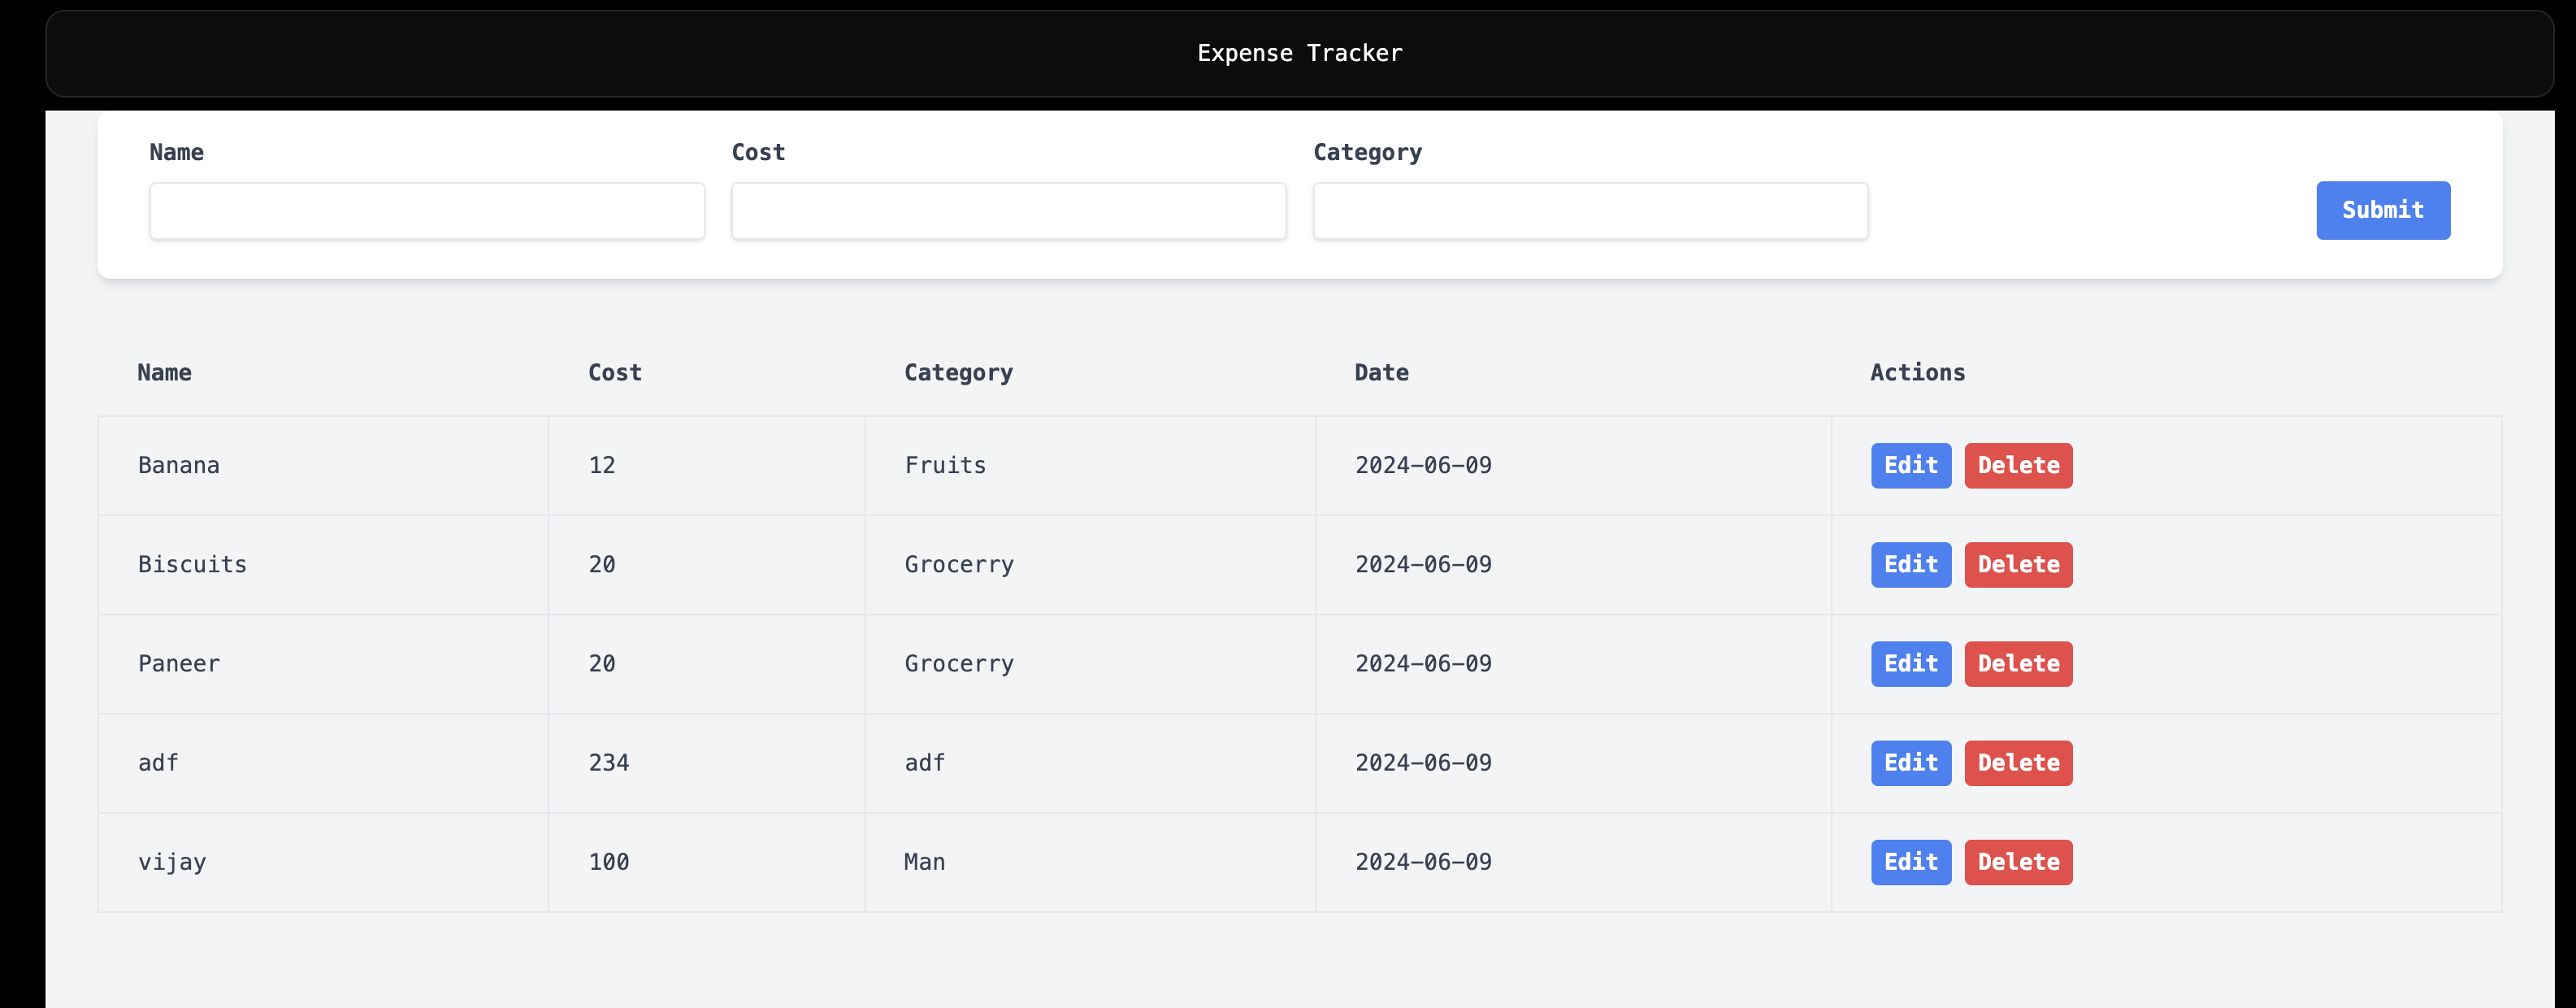 Expense Tracker
Name Cost Category
Submit
Name Cost Category Date Actions
Banana 12 Fruits 2024-06-09 Edit Delete
Biscuits 20 Grocerry 2024-06-09 Edit Delete
Paneer 20 Grocerry 2024-06-09 Edit Delete
adf 234 adf 2024-06-09 Edit Delete
vijay 100 Man 2024-06-09 Edit Delete